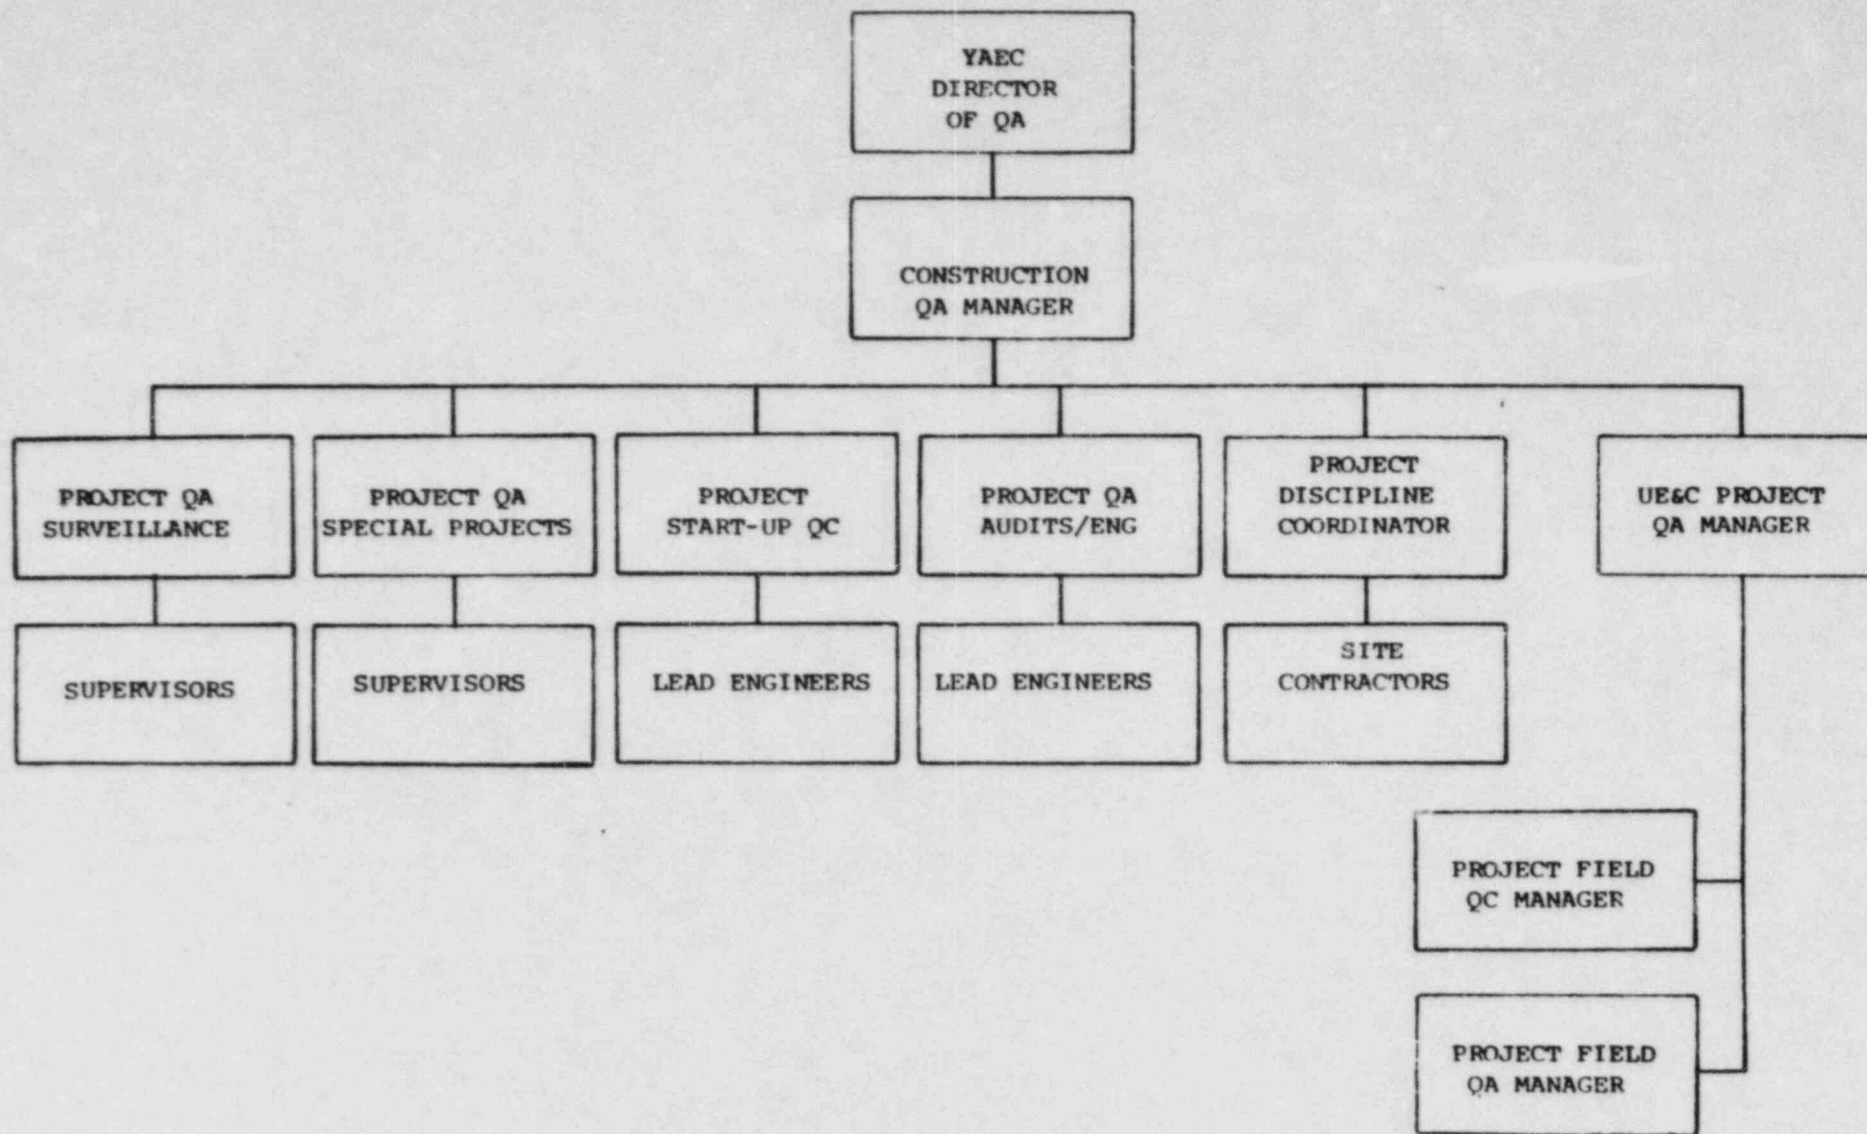 YAEC
DIRECTOR
OF QA
CONSTRUCTION
QA MANAGER
PROJECT QA
SURVEILLANCE
PROJECT QA
SPECIAL PROJECTS
PROJECT
START-UP QC
PROJECT QA
AUDITS/ENG
PROJECT
DISCIPLINE
COORDINATOR
UE&C PROJECT
QA MANAGER
SUPERVISORS
SUPERVISORS
LEAD ENGINEERS
LEAD ENGINEERS
SITE
CONTRACTORS
PROJECT FIELD
QC MANAGER
PROJECT FIELD
QA MANAGER